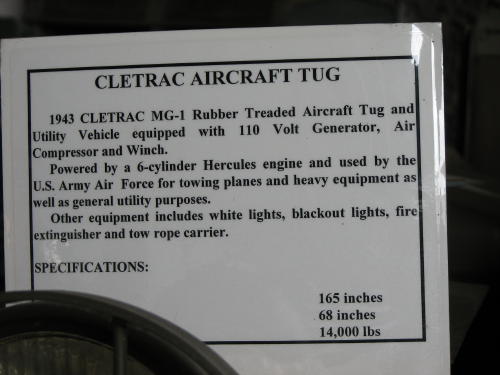 CLETRAC AIRCRAFT TUG
1943 CLETRAC MG-1 Rubber Treaded Aircraft Tug and
Utility Vehicle equipped with 110 Volt Generator, Air
Compressor and Winch.
Powered by a 6-cylinder Hercules engine and used by the
U.S. Army Air Force for towing planes and heavy equipment as
well as general utility purposes.
Other equipment includes white lights, blackout lights, fire
extinguisher and tow rope carrier.
SPECIFICATIONS:
165 inches
68 inches
14,000 lbs